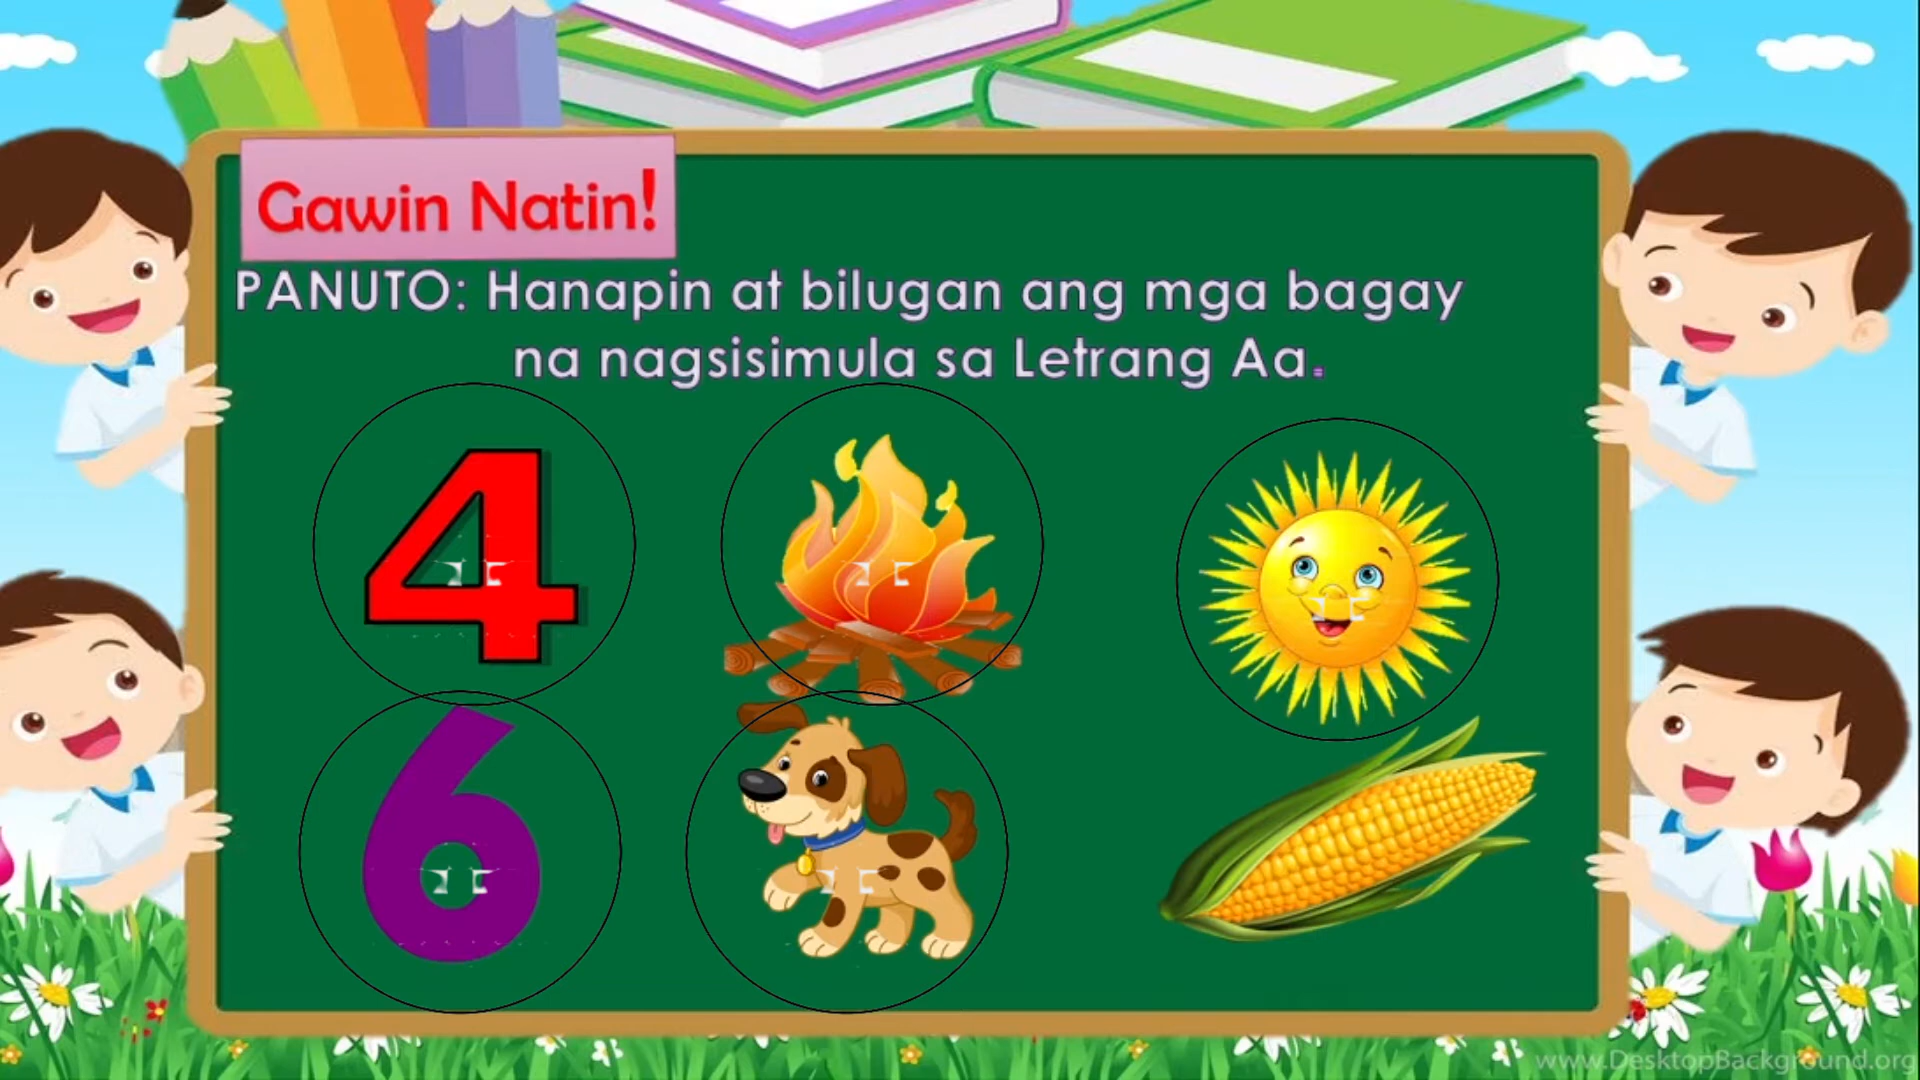 Gawin Natin!
PANUTO: Hanapin at bilugan ang mga bagay
na nagsisimula sa Letrang Aa.
4
6
www.DesktopBackground.org